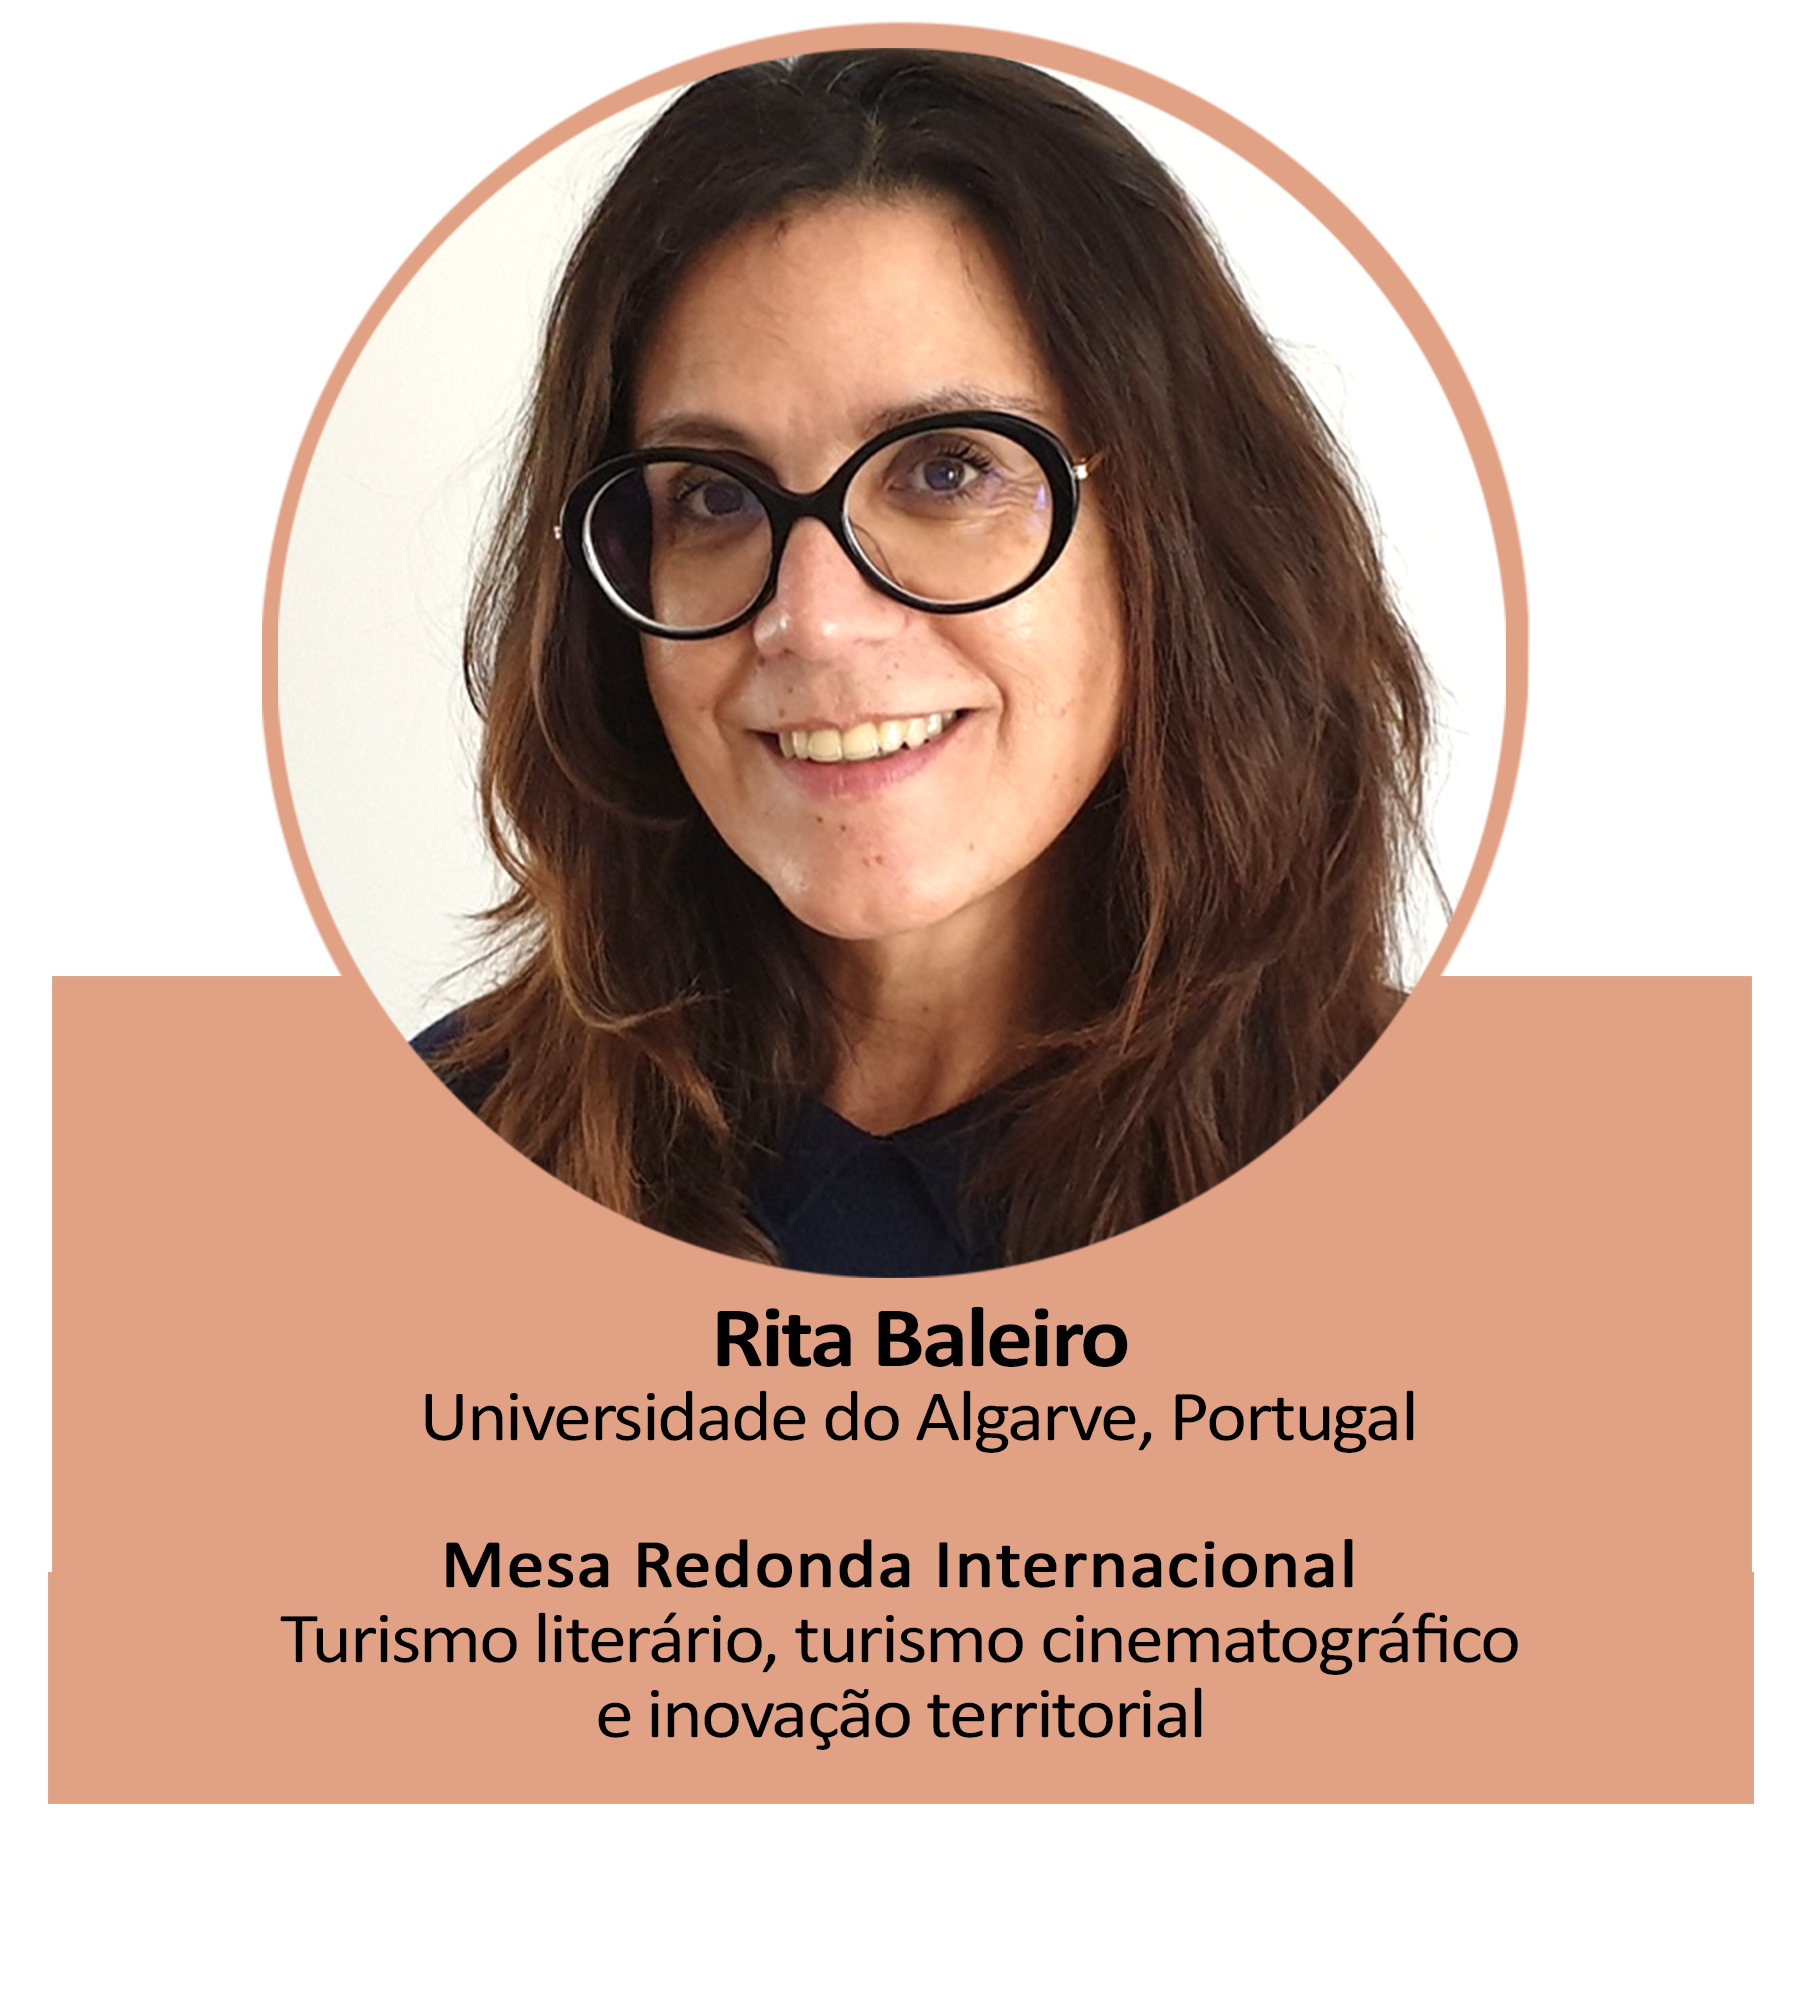 Rita Baleiro
Universidade do Algarve, Portugal
Mesa Redonda Internacional
Turismo literário, turismo cinematográfico
e inovação territorial